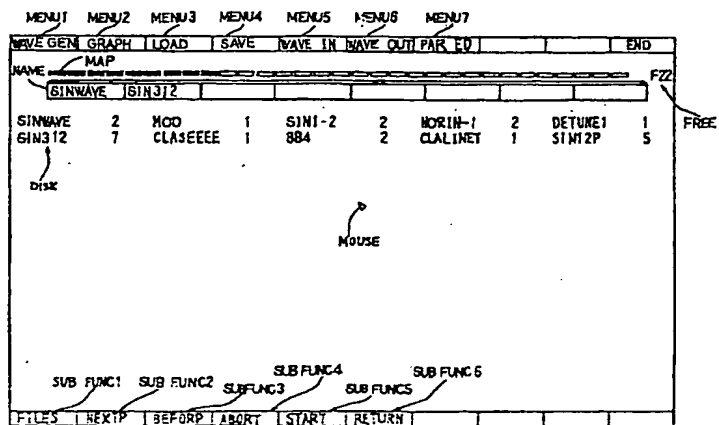 MENU1 MENU2 MENU3 MENU4 MENU5 MENU6 MENU7
WAVE GEN GRAPH LOAD SAVE WAVE IN WAVE OUT PAR ED END
MAP
NAME F22
SINWAVE SIN312
SINWAVE 2 MOO 1 SIN1-2 2 HORIN-1 2 DETUNE1 1 FREE
SIN312 7 CLASEEEE 1 884 2 CLALINET 1 SIN12P 5
DISK
MOUSE
SUB FUNC1 SUB FUNC2 SUBFUNC3 SUB FUNC4 SUB FUNC5 SUB FUNC6
FILES NEXTP BEFORP ABORT START RETURN